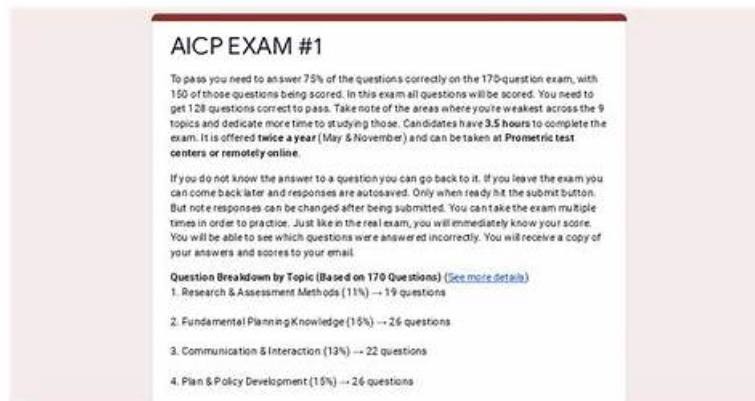 AICP EXAM #1
To pass you need to answer 75% of the questions correctly on the 170-question exam, with
150 of those questions being scored. In this exam all questions will be scored. You need to
get 128 questions correct to pass. Take note of the areas where you're weakest across the 9
topics and dedicate more time to studying those. Candidates have 3.5 hours to complete the
exam. It is offered twice a year (May & November) and can be taken at Prometric test
centers or remotely online.
If you do not know the answer to a question you can go back to it. If you leave the exam you
can come back later and responses are autosaved. Only when ready hit the submit button.
But note responses can be changed after being submitted. You can take the exam multiple
times in order to practice. Just like in the real exam, you will immediately know your score.
You will be able to see which questions were answered incorrectly. You will receive a copy of
your answers and scores to your email.
Question Breakdown by Topic (Based on 170 Questions) (See more details)
1. Research & Assessment Methods (11%) → 19 questions
2. Fundamental Planning Knowledge (15%) → 26 questions
3. Communication & Interaction (13%) → 22 questions
4. Plan & Policy Development (15%) → 26 questions